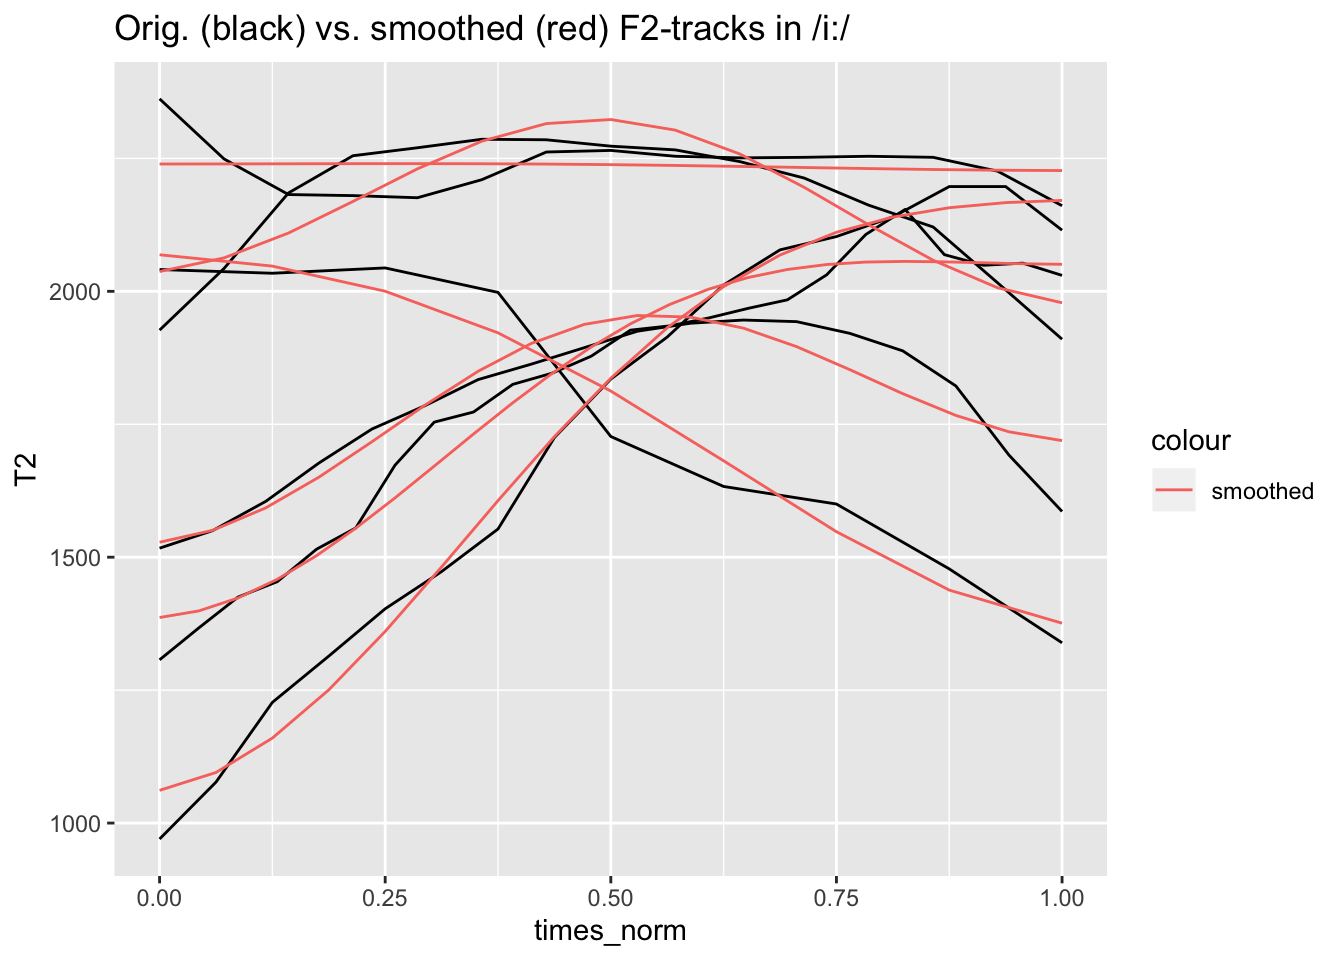 Orig. (black) vs. smoothed (red) F2-tracks in /i:/
T2
2000
1500
1000
0.00 0.25 0.50 0.75 1.00
times_norm
colour
smoothed